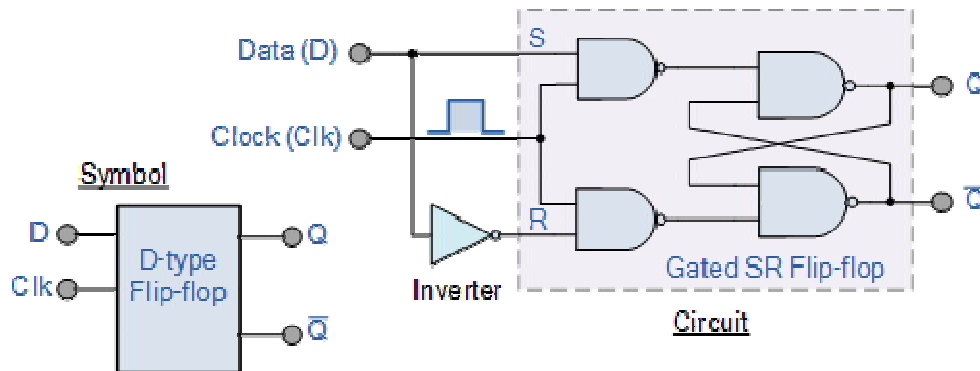 Data (D)
S
Q
Clock (Clk)
Symbol
D
D-type
Flip-flop
Q
Clk
Q̅
R
Inverter
Gated SR Flip-flop
Q̅
Circuit